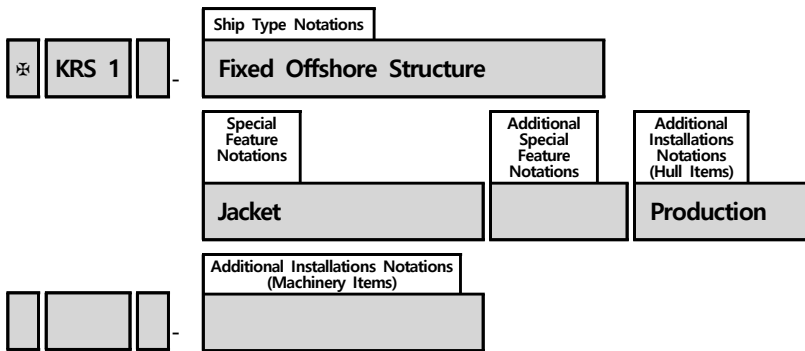 Ship Type Notations
✠ KRS 1 - Fixed Offshore Structure
Special
Feature
Notations
Additional
Special
Feature
Notations
Additional
Installations
Notations
(Hull Items)
Jacket
Production
Additional Installations Notations
(Machinery Items)
-